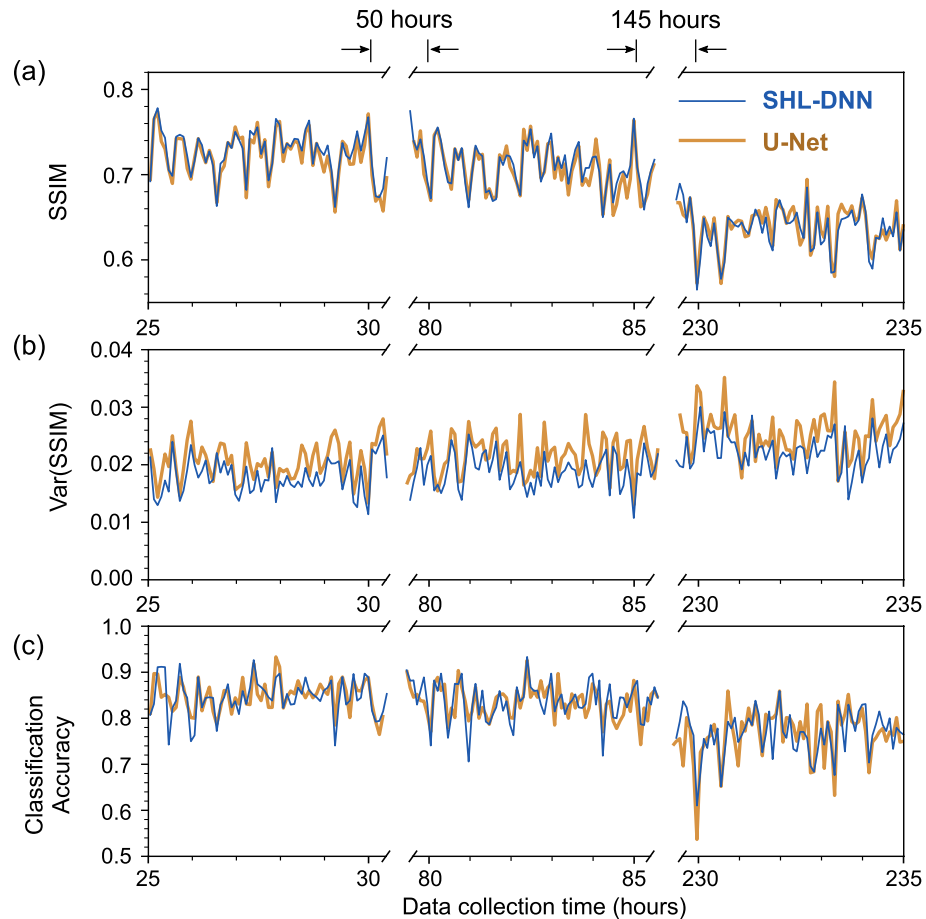 50 hours 145 hours
(a)
SSIM
0.8
0.7
0.6
SHL-DNN
U-Net
25 30 80 85 230 235
(b)
Var(SSIM)
0.04
0.03
0.02
0.01
0.00
25 30 80 85 230 235
(c)
Classification
Accuracy
1.0
0.9
0.8
0.7
0.6
0.5
25 30 80 85 230 235
Data collection time (hours)